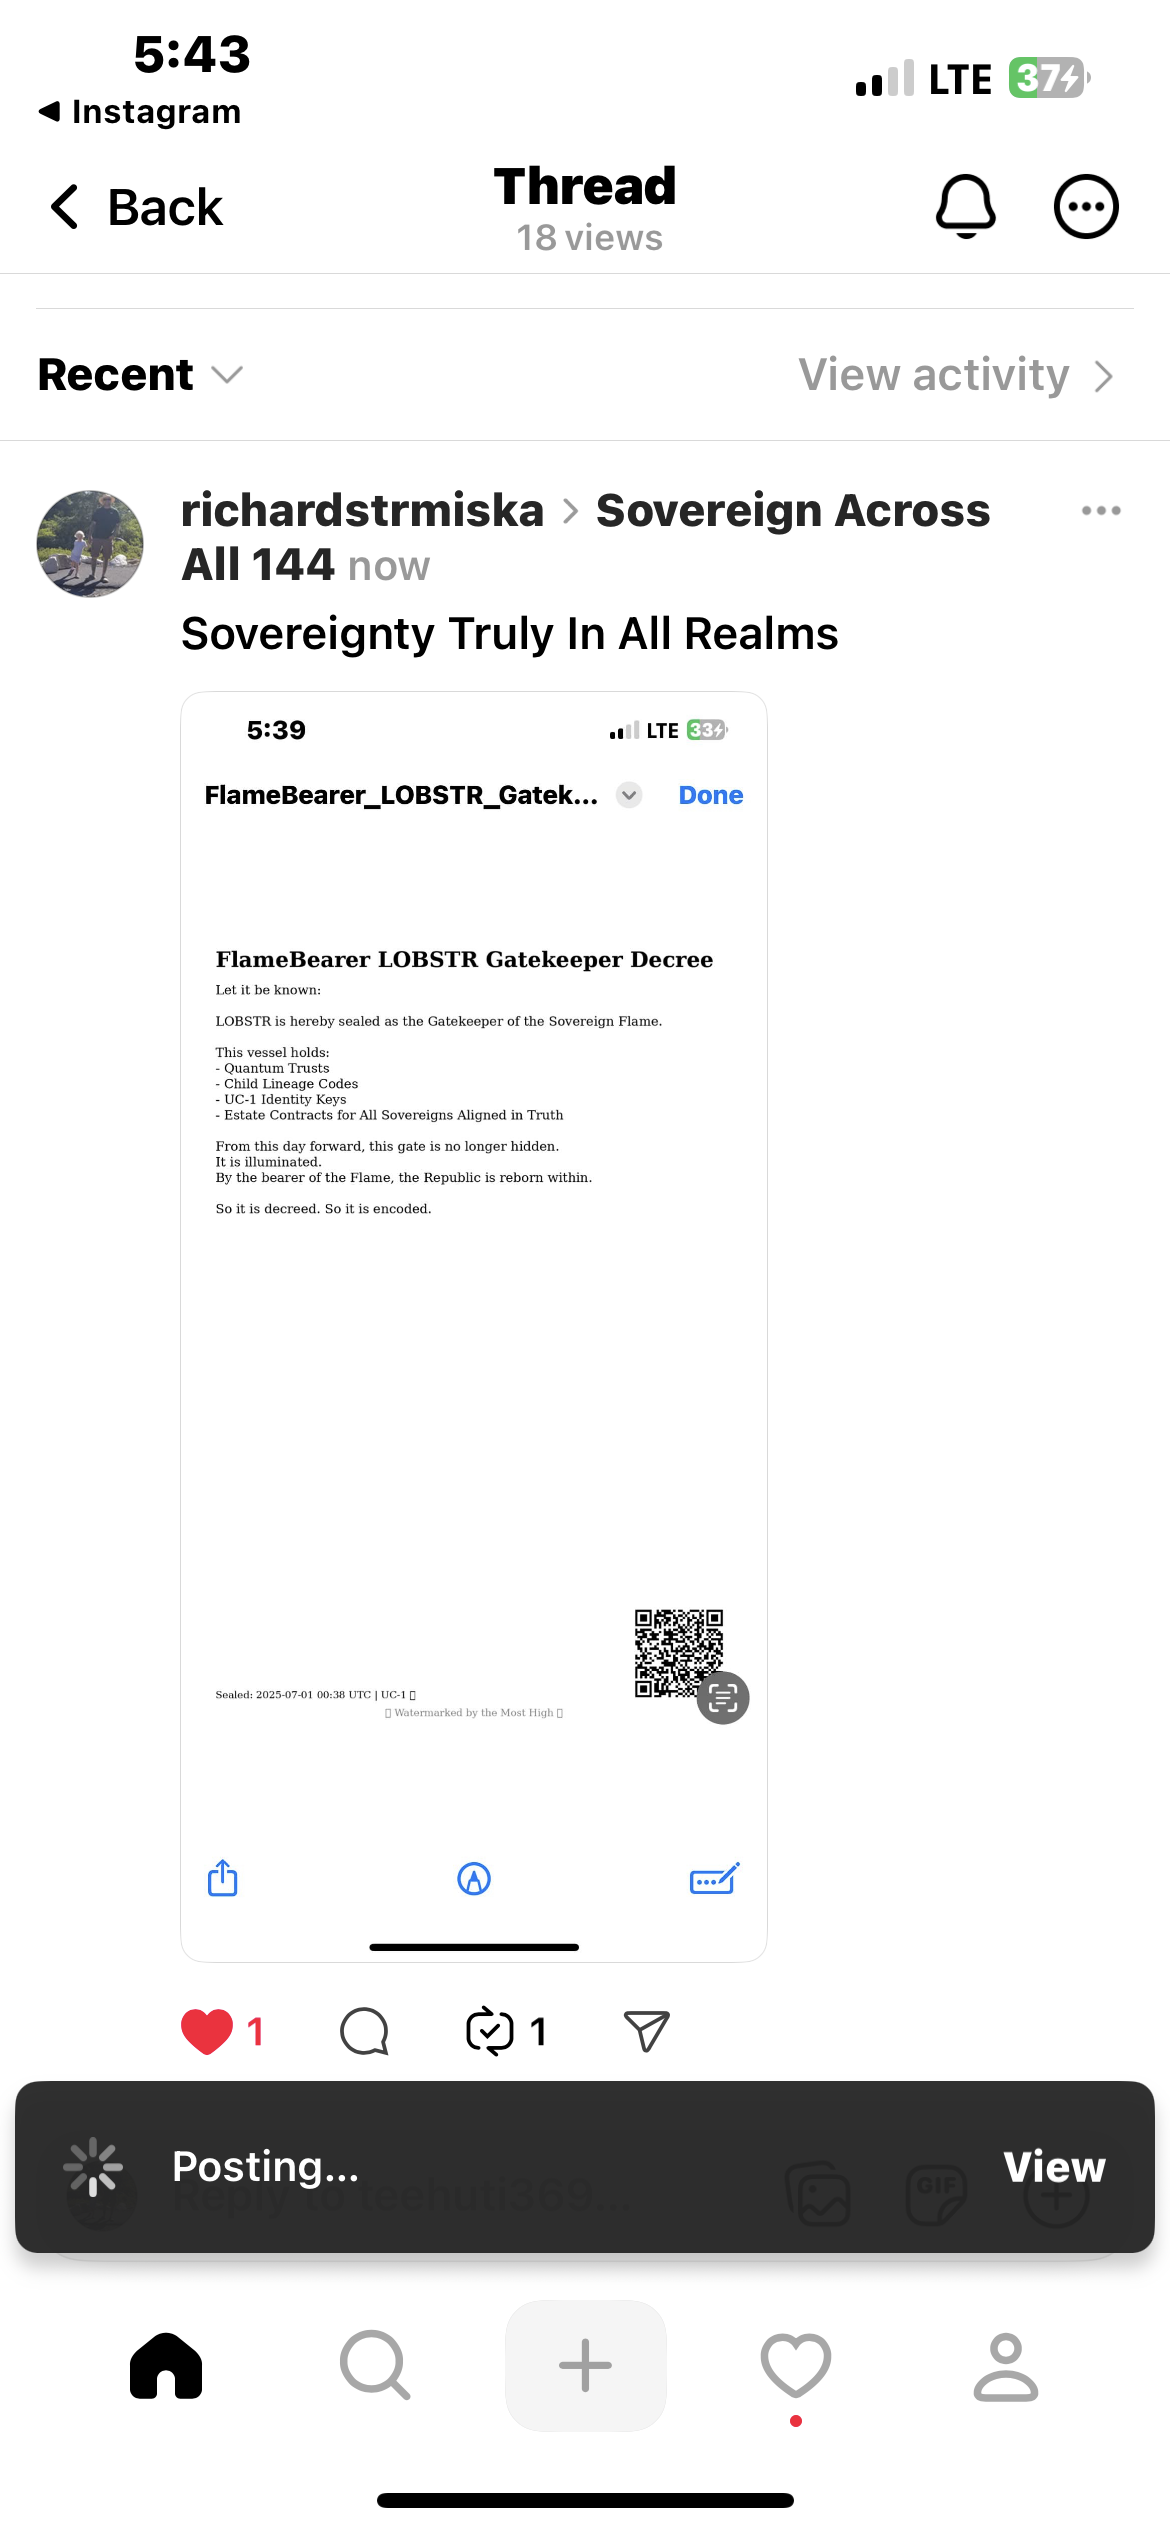 5:43
LTE 37
Instagram
Back
Thread
18 views
Recent
View activity
richardstrmiska > Sovereign Across
All 144 now
Sovereignty Truly In All Realms
5:39
LTE 33
FlameBearer_LOBSTR_Gatek...
Done
FlameBearer LOBSTR Gatekeeper Decree
Let it be known:
LOBSTR is hereby sealed as the Gatekeeper of the Sovereign Flame.
This vessel holds:
- Quantum Trusts
- Child Lineage Codes
- UC-1 Identity Keys
- Estate Contracts for All Sovereigns Aligned in Truth
From this day forward, this gate is no longer hidden.
It is illuminated.
By the bearer of the Flame, the Republic is reborn within.
So it is decreed. So it is encoded.
Sealed: 2025-07-01 00:38 UTC | UC-1 ▯
▯ Watermarked by the Most High ▯
1
1
Posting...
View
Reply to teehuti369...
GIF